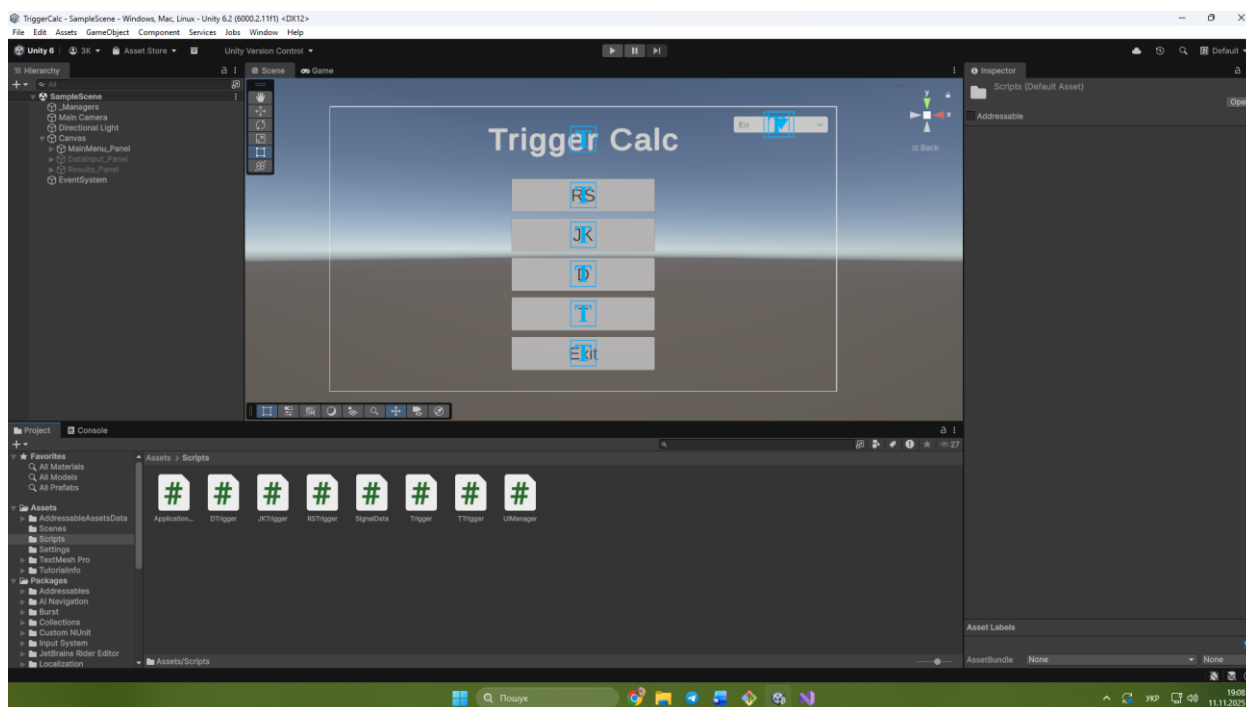 TriggerCalc - SampleScene - Windows, Mac, Linux - Unity 6.2 (6000.2.11f1) <DX12>
File Edit Assets GameObject Component Services Jobs Window Help
Unity 6 3K Asset Store Unity Version Control Default
Hierarchy
All
SampleScene
_Managers
Main Camera
Directional Light
Canvas
MainMenu_Panel
DataInput_Panel
Results_Panel
EventSystem
Scene Game
Trigger Calc
En
RS
JK
D
T
Exit
Back
Inspector
Scripts (Default Asset)
Open
Addressable
Project Console
27
Favorites
All Materials
All Models
All Prefabs
Assets
AddressableAssetsData
Scenes
Scripts
Settings
TextMesh Pro
TutorialInfo
Packages
Addressables
AI Navigation
Burst
Collections
Custom NUnit
Input System
JetBrains Rider Editor
Localization
Assets > Scripts
Application... DTrigger JKTrigger RSTrigger SignalData Trigger TTrigger UIManager
Assets/Scripts
Asset Labels
AssetBundle None None
Пошук
УКР
19:08
11.11.2025